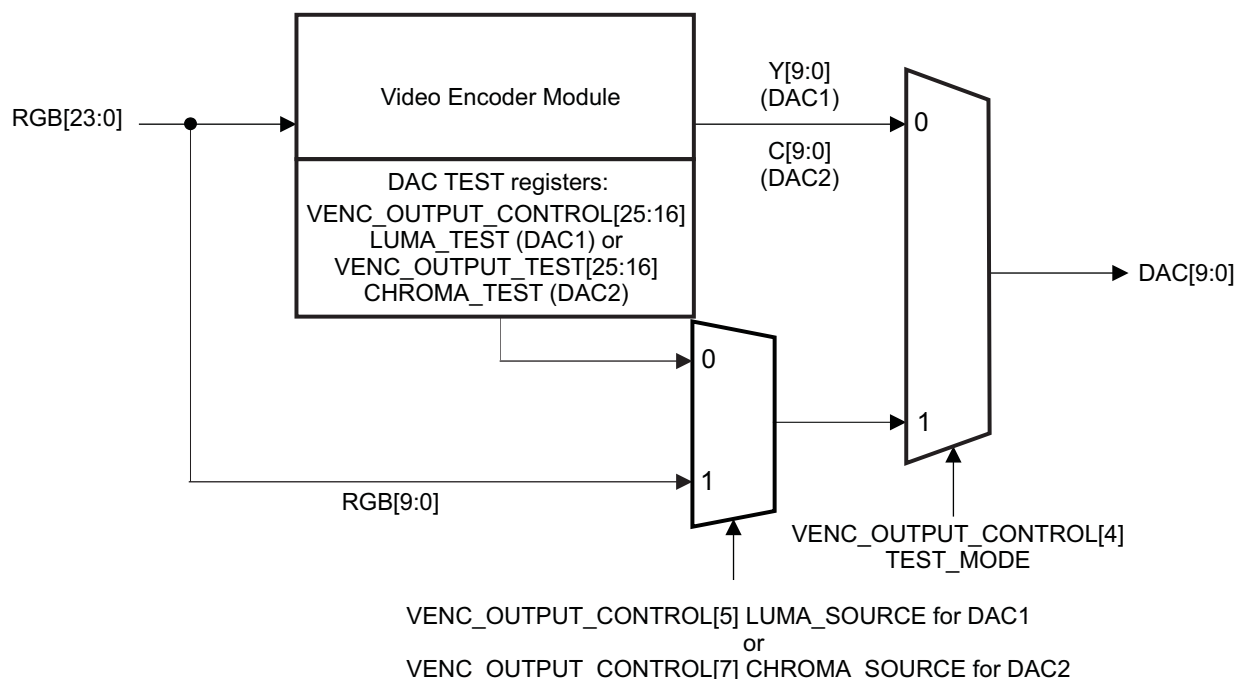 RGB[23:0]
Video Encoder Module
Y[9:0]
(DAC1)
C[9:0]
(DAC2)
0
DAC TEST registers:
VENC_OUTPUT_CONTROL[25:16]
LUMA_TEST (DAC1) or
VENC_OUTPUT_TEST[25:16]
CHROMA_TEST (DAC2)
DAC[9:0]
0
1
1
RGB[9:0]
VENC_OUTPUT_CONTROL[4]
TEST_MODE
VENC_OUTPUT_CONTROL[5] LUMA_SOURCE for DAC1
or
VENC_OUTPUT_CONTROL[7] CHROMA_SOURCE for DAC2